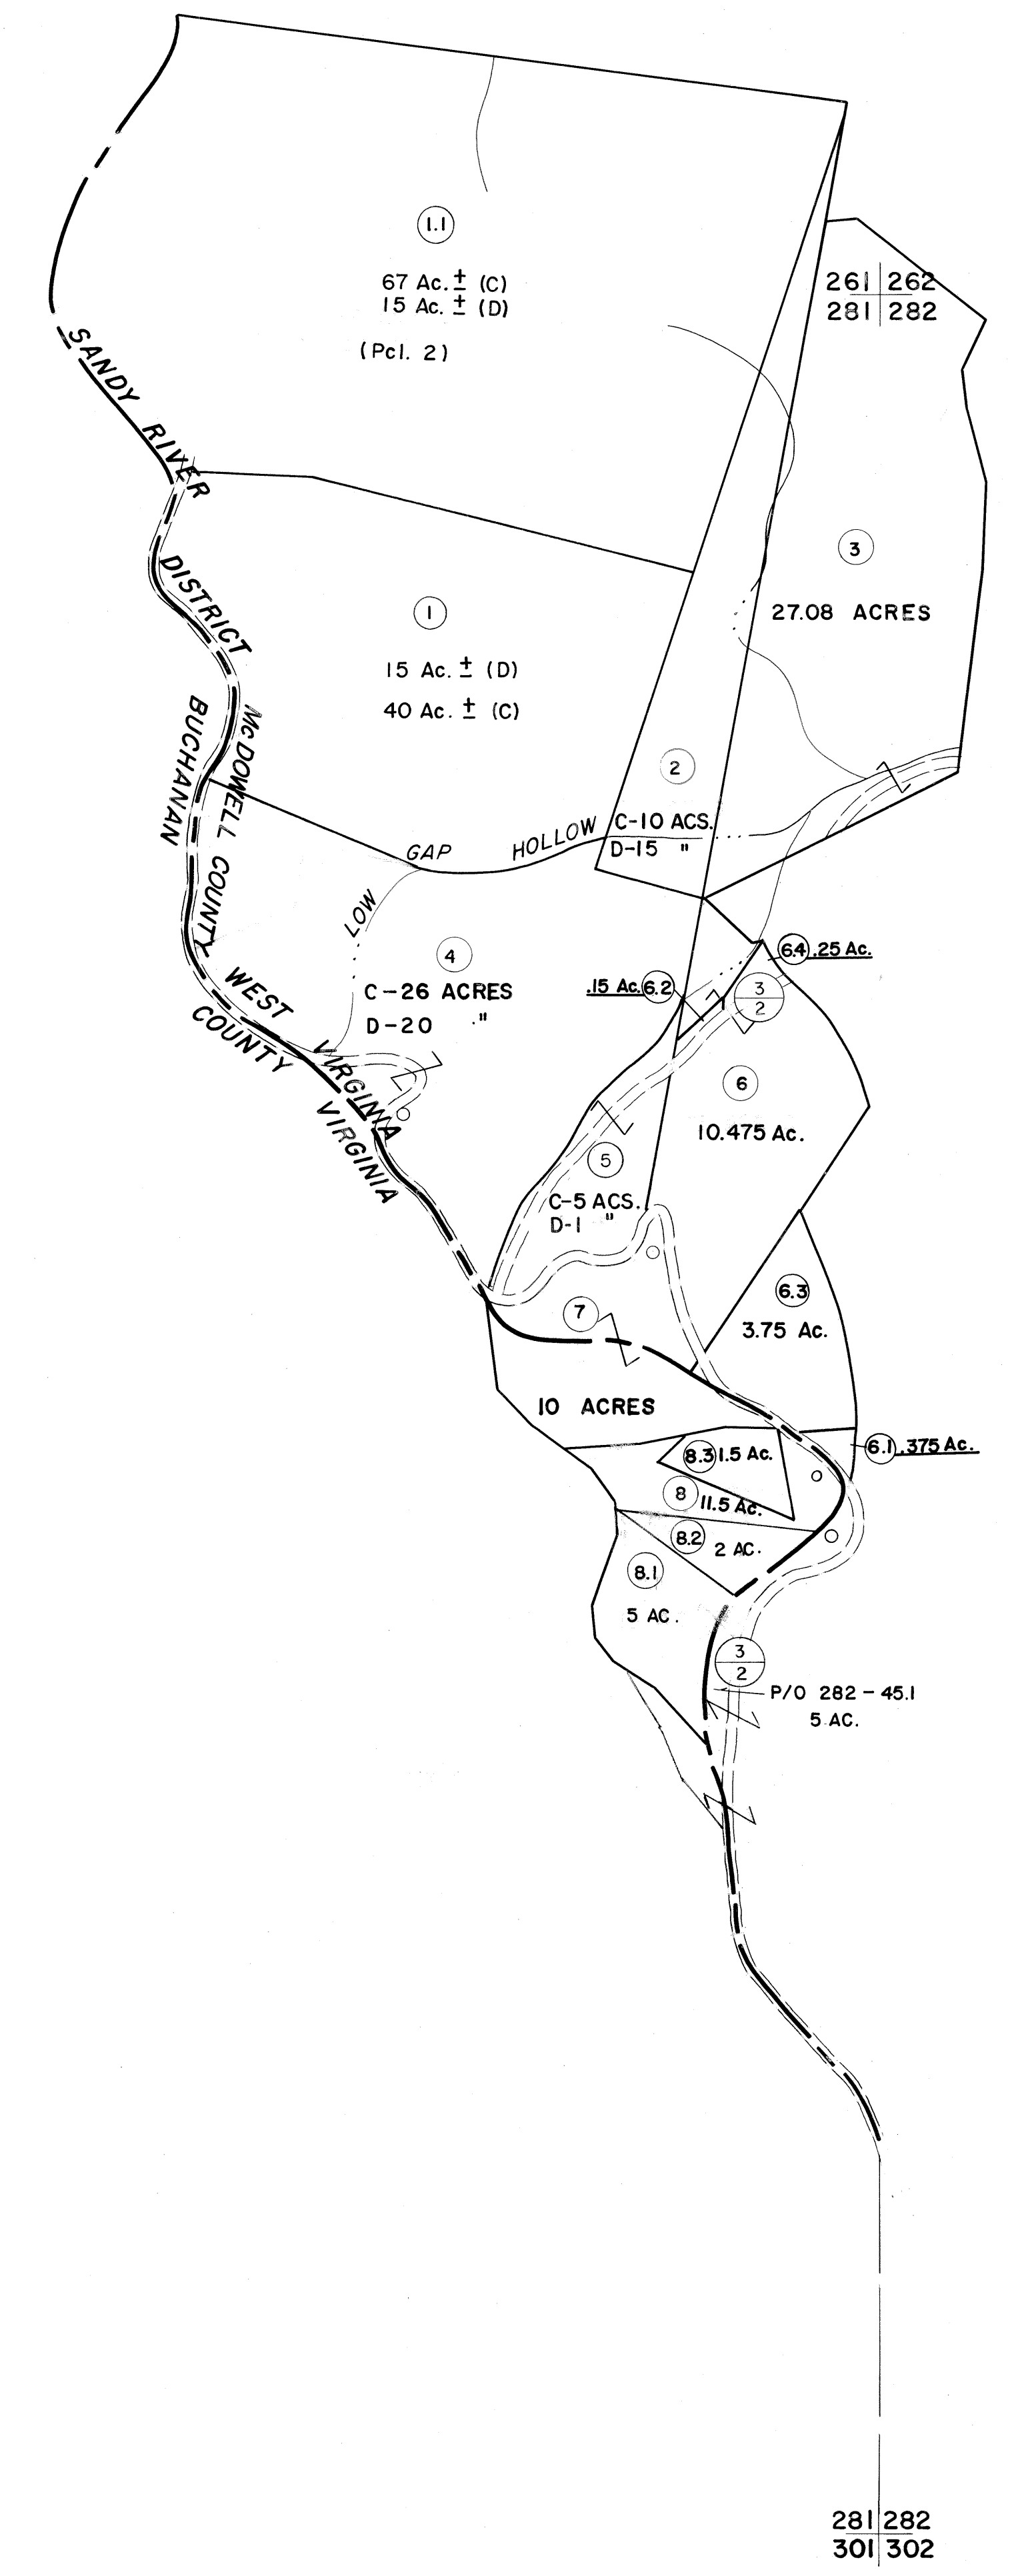 1.1
67 Ac. ± (C)
15 Ac. ± (D)
(Pcl. 2)
261 262
281 282
SANDY RIVER DISTRICT
3
27.08 ACRES
1
15 Ac. ± (D)
40 Ac. ± (C)
McDOWELL COUNTY WEST VIRGINIA
BUCHANAN COUNTY VIRGINIA
2
C-10 ACS.
D-15 "
LOW GAP HOLLOW
4
C-26 ACRES
D-20 "
6.4 .25 Ac.
.15 Ac. 6.2
3
2
6
10.475 Ac.
5
C-5 ACS.
D-1 "
6.3
3.75 Ac.
7
10 ACRES
8.3 1.5 Ac.
6.1 .375 Ac.
8 11.5 Ac.
8.2 2 AC.
8.1
5 AC.
3
2
P/O 282-45.1
5 AC.
281 282
301 302